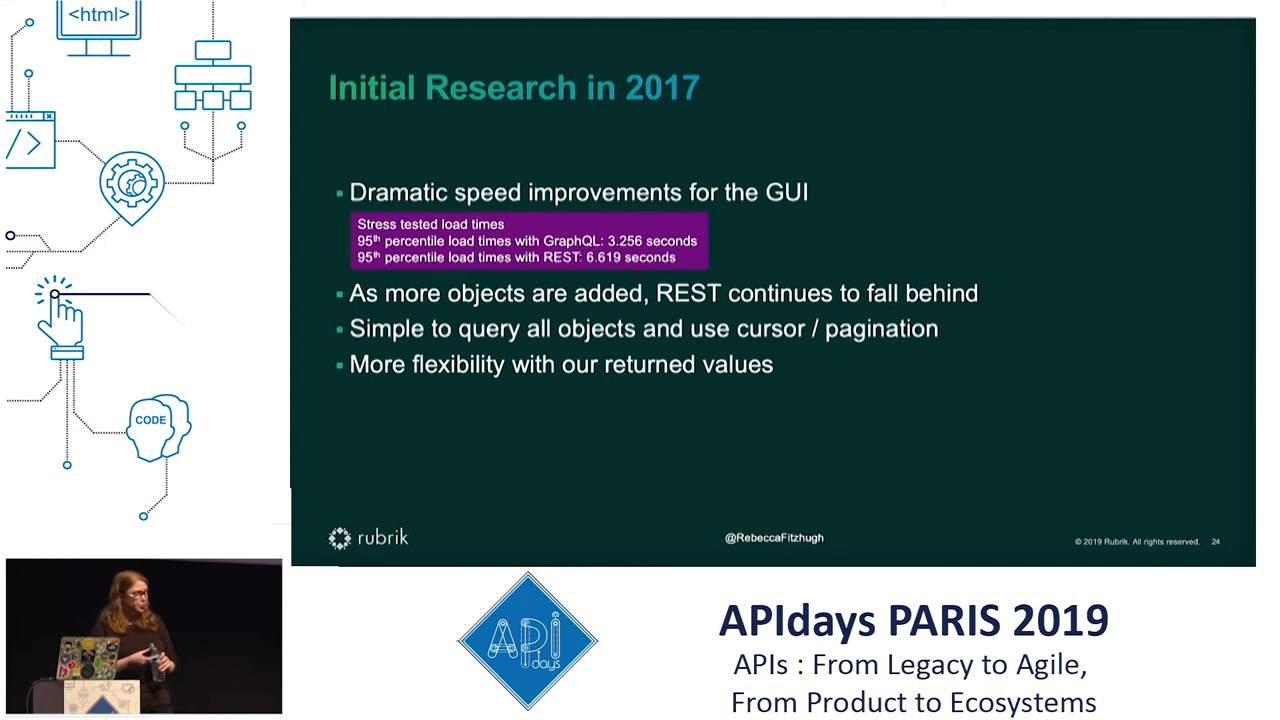 <html>
</>
CODE
Initial Research in 2017
▪ Dramatic speed improvements for the GUI
Stress tested load times
95th percentile load times with GraphQL: 3.256 seconds
95th percentile load times with REST: 6.619 seconds
▪ As more objects are added, REST continues to fall behind
▪ Simple to query all objects and use cursor / pagination
▪ More flexibility with our returned values
rubrik
@RebeccaFitzhugh
© 2019 Rubrik. All rights reserved. 24
API
days
APIdays PARIS 2019
APIs : From Legacy to Agile,
From Product to Ecosystems